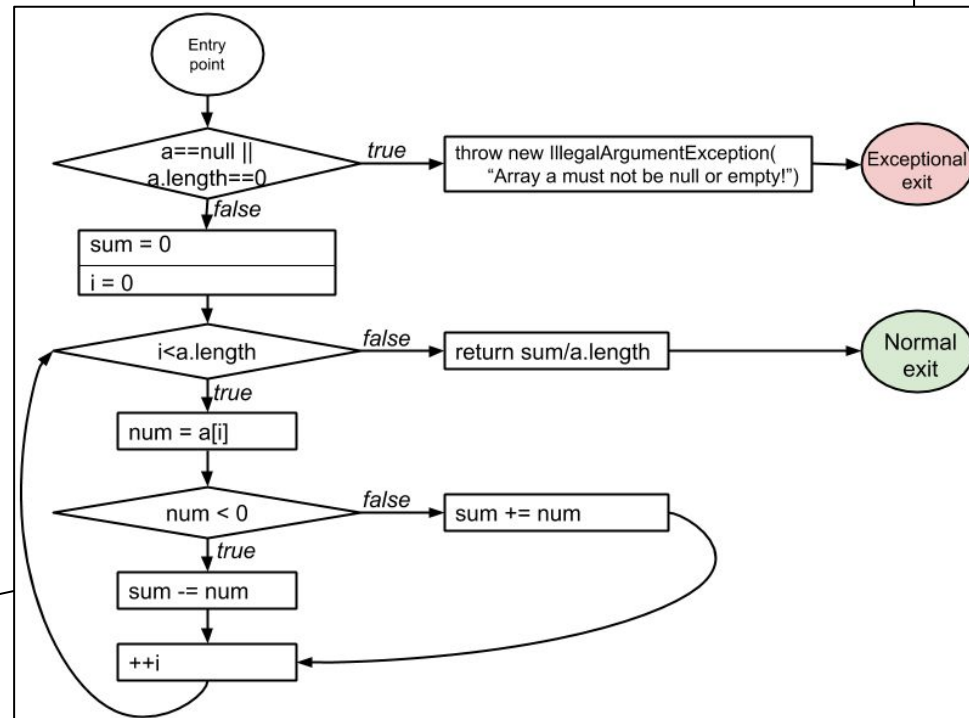 Entry
point
a==null ||
a.length==0
true
throw new IllegalArgumentException(
“Array a must not be null or empty!”)
Exceptional
exit
false
sum = 0
i = 0
i<a.length
false
return sum/a.length
Normal
exit
true
num = a[i]
num < 0
false
sum += num
true
sum -= num
++i